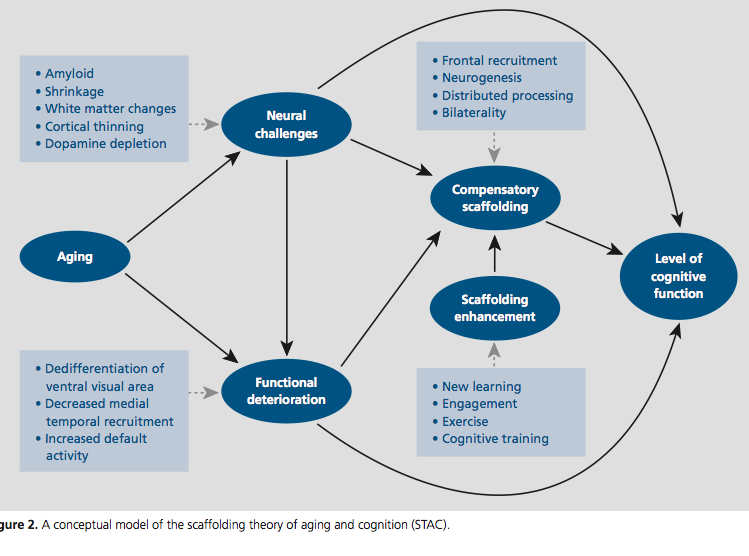 • Amyloid
• Shrinkage
• White matter changes
• Cortical thinning
• Dopamine depletion
Neural
challenges
• Frontal recruitment
• Neurogenesis
• Distributed processing
• Bilaterality
Compensatory
scaffolding
Aging
Level of
cognitive
function
Scaffolding
enhancement
• Dedifferentiation of
ventral visual area
• Decreased medial
temporal recruitment
• Increased default
activity
Functional
deterioration
• New learning
• Engagement
• Exercise
• Cognitive training
gure 2. A conceptual model of the scaffolding theory of aging and cognition (STAC).